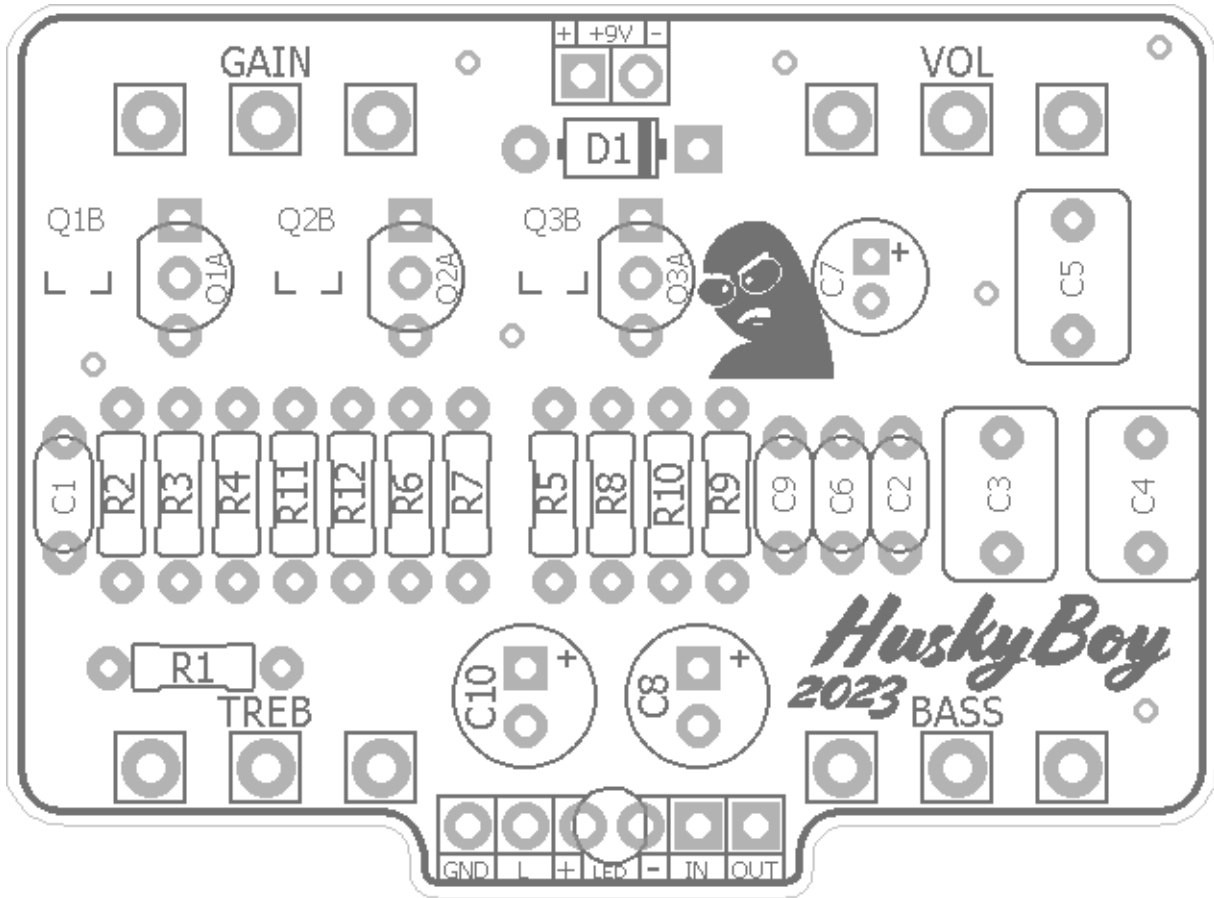 + +9V -
GAIN
VOL
D1
Q1B
Q2B
Q3B
Q1A
Q2A
Q3A
C7 +
C5
C1
R2
R3
R4
R11
R12
R6
R7
R5
R8
R10
R9
C9
C6
C2
C3
C4
HuskyBoy
2023
R1
TREB
C10 +
C8 +
BASS
GND L + LED - IN OUT